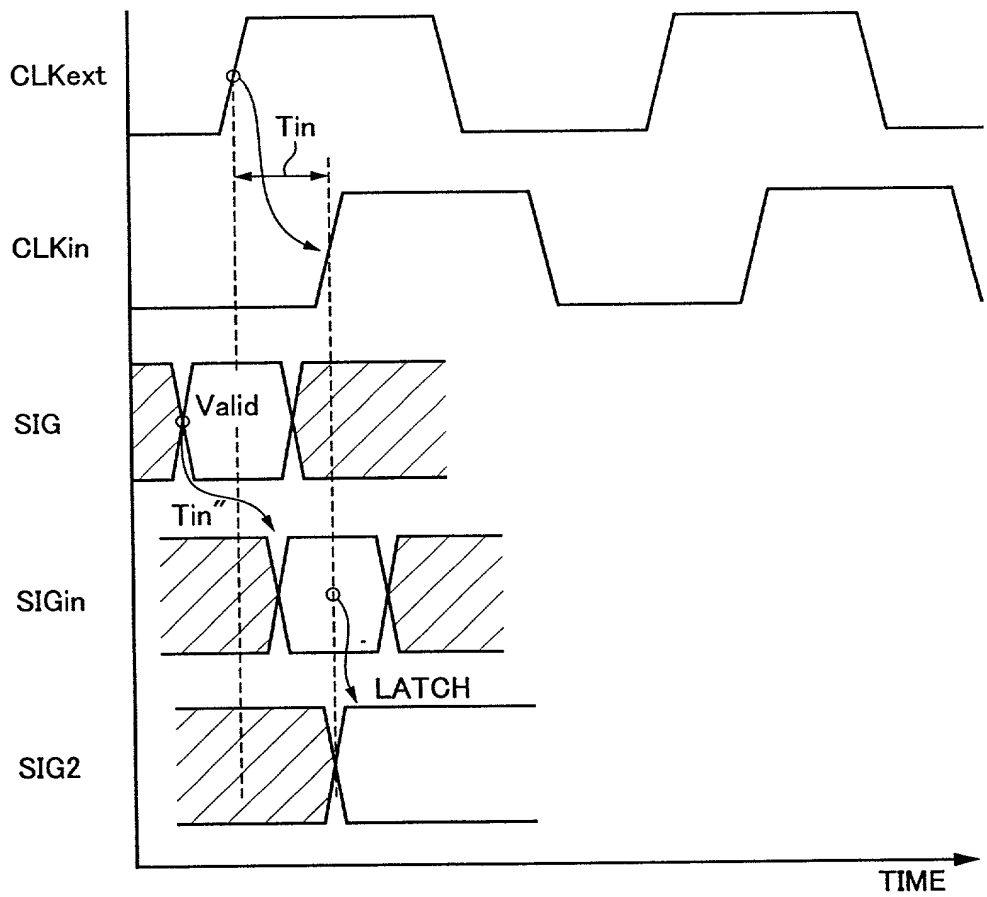 CLKext
Tin
CLKin
SIG
Valid
Tin"
SIGin
LATCH
SIG2
TIME